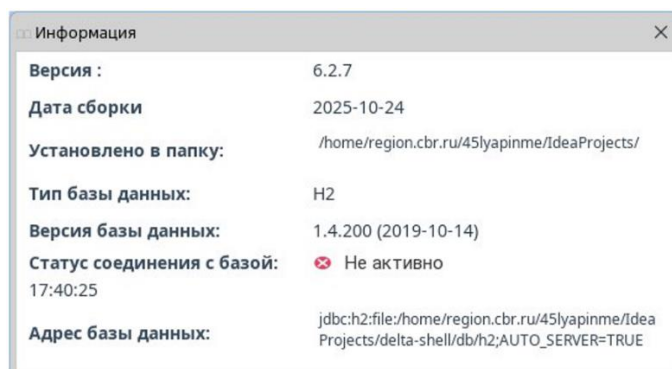 Информация
Версия : 6.2.7
Дата сборки 2025-10-24
Установлено в папку: /home/region.cbr.ru/45lyapinme/IdeaProjects/
Тип базы данных: H2
Версия базы данных: 1.4.200 (2019-10-14)
Статус соединения с базой: Не активно
17:40:25
Адрес базы данных: jdbc:h2:file:/home/region.cbr.ru/45lyapinme/Idea
Projects/delta-shell/db/h2;AUTO_SERVER=TRUE